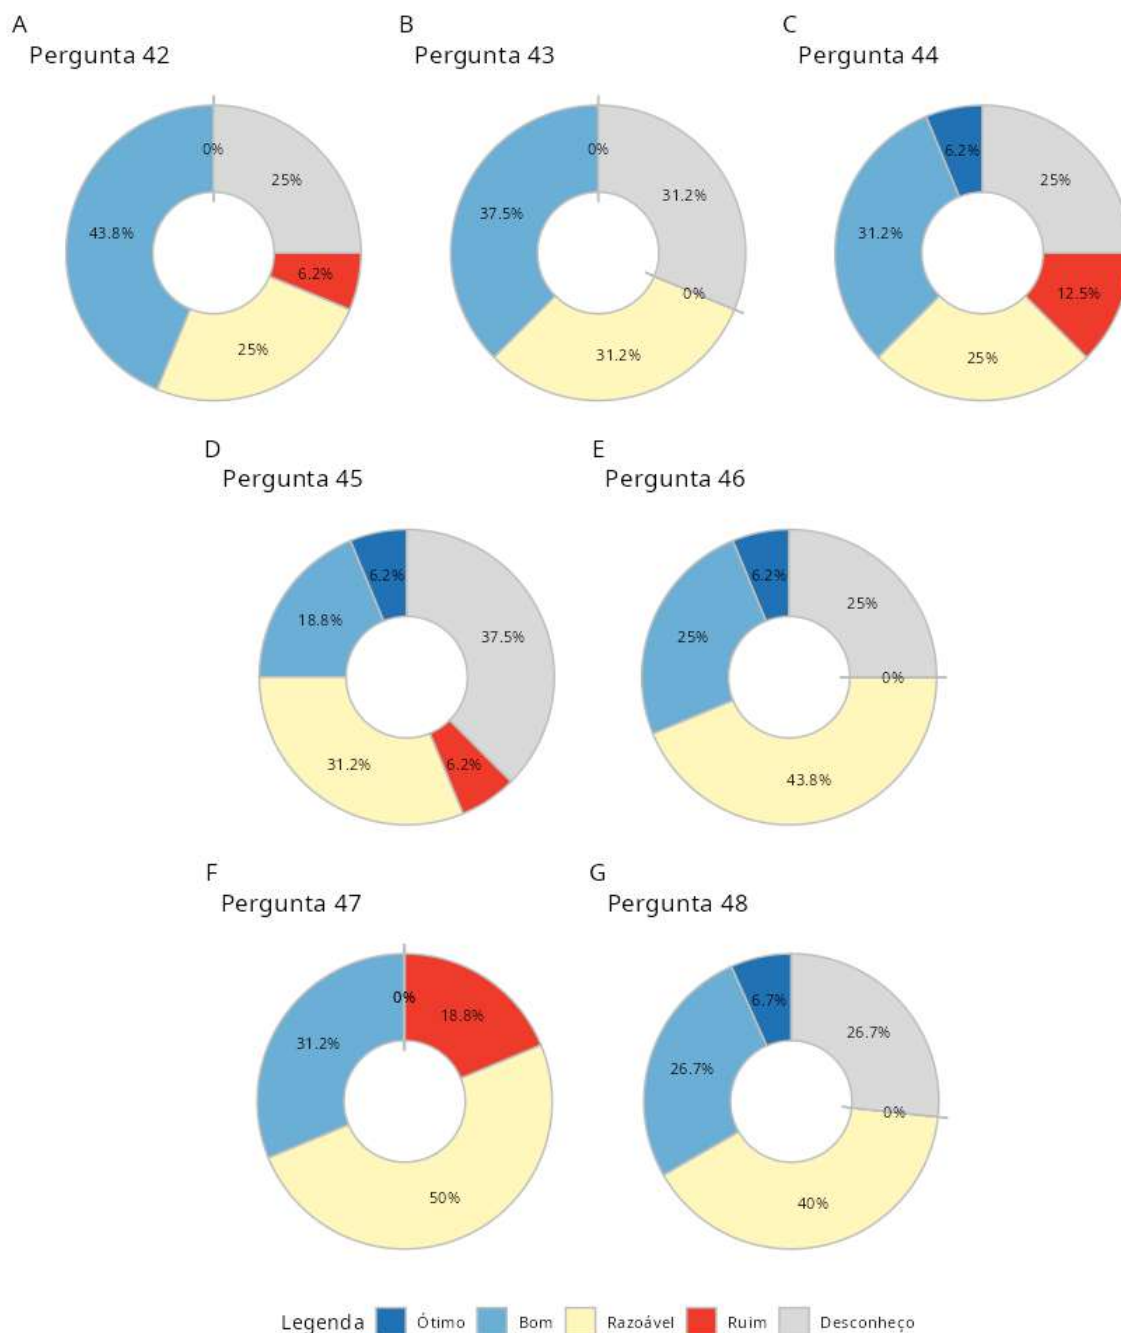 A
Pergunta 42
0%
25%
43.8%
6.2%
25%
B
Pergunta 43
0%
31.2%
37.5%
0%
31.2%
C
Pergunta 44
6.2%
25%
31.2%
12.5%
25%
D
Pergunta 45
6.2%
18.8%
37.5%
31.2%
6.2%
E
Pergunta 46
6.2%
25%
25%
0%
43.8%
F
Pergunta 47
0%
18.8%
31.2%
50%
G
Pergunta 48
6.7%
26.7%
26.7%
0%
40%
Legenda Ótimo Bom Razoável Ruim Desconheço